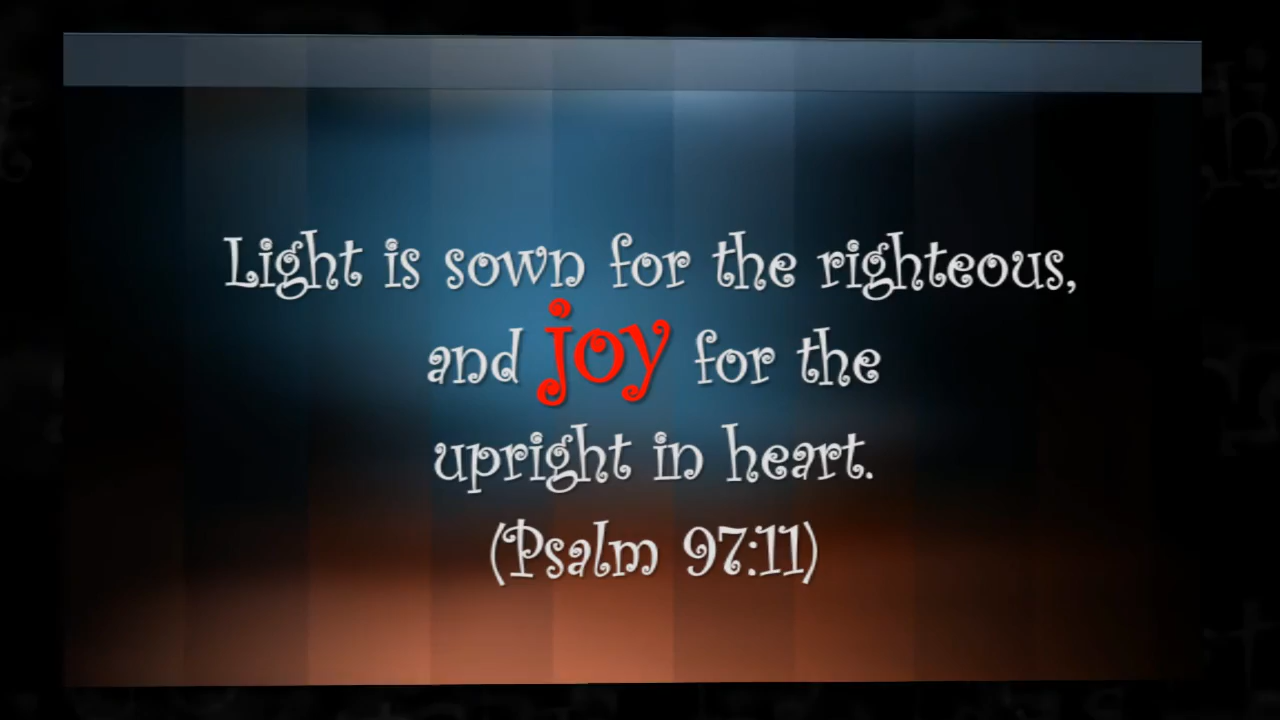 Light is sown for the righteous,
and joy for the
upright in heart.
(Psalm 97:11)